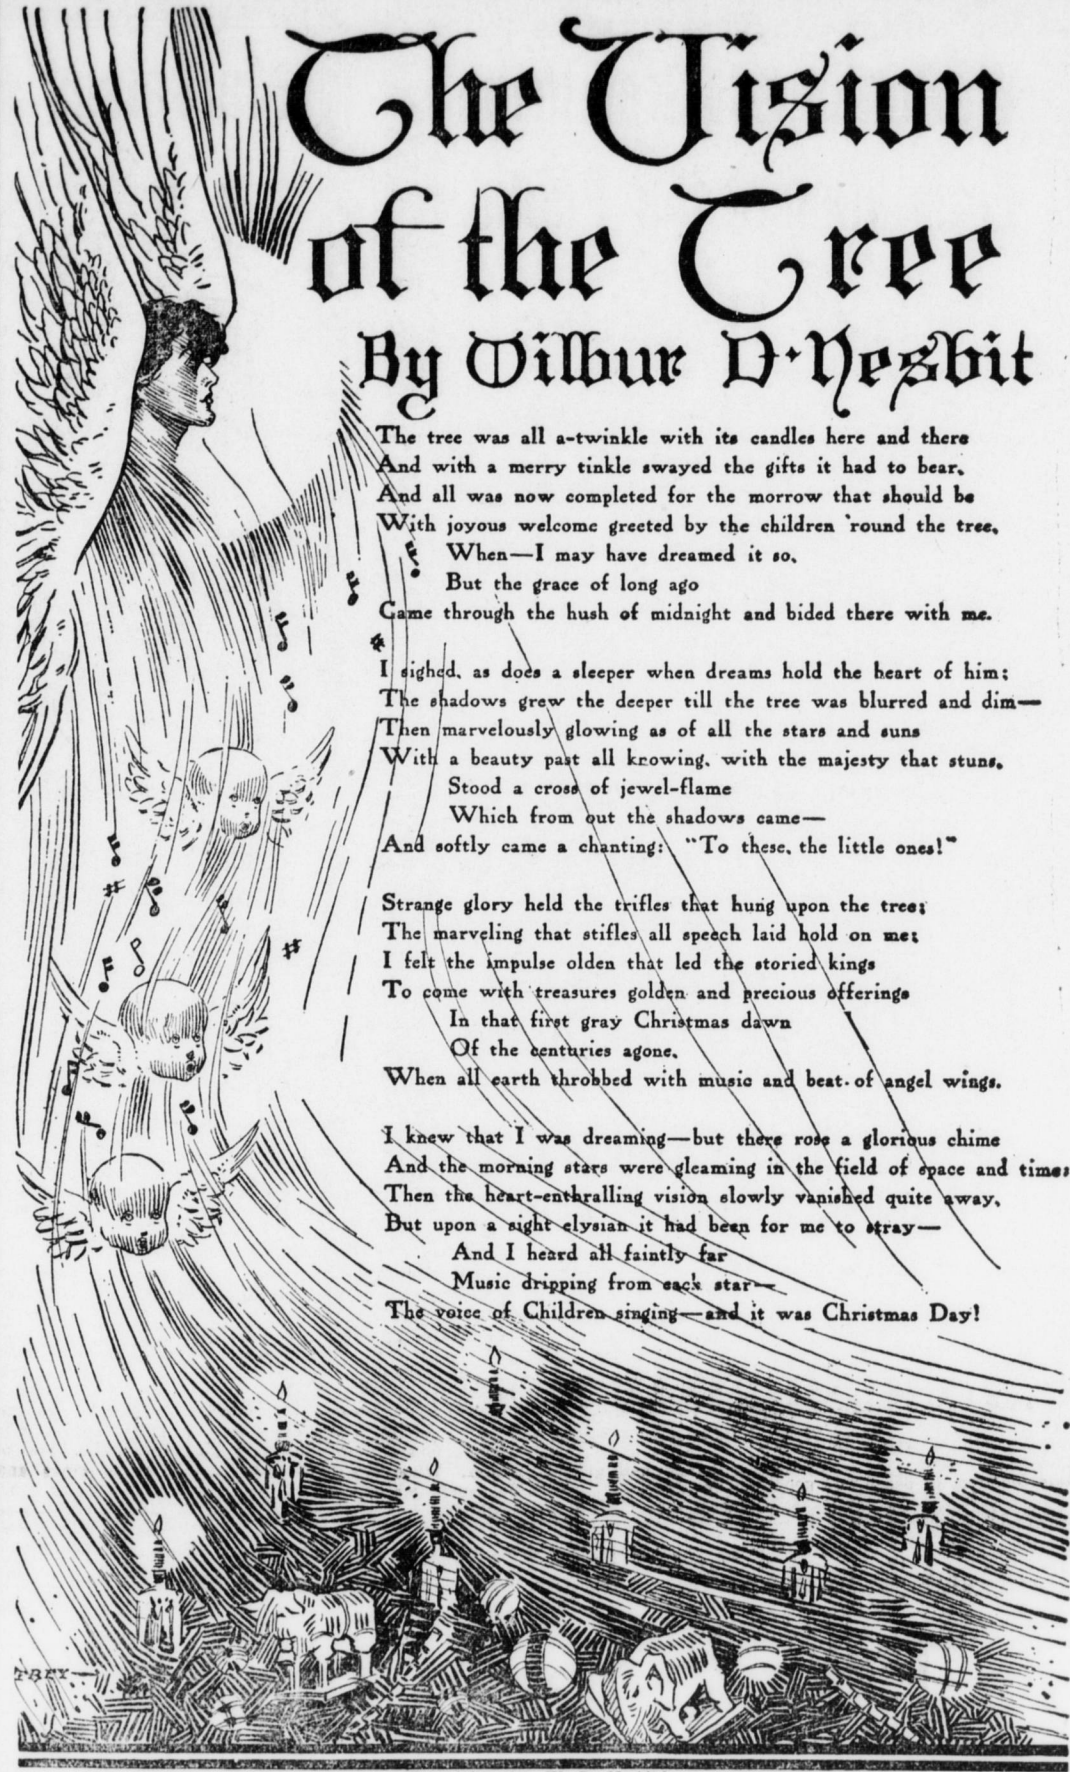 The Vision
of the Tree
By Wilbur D. Nesbit
The tree was all a-twinkle with its candles here and there
And with a merry tinkle swayed the gifts it had to bear,
And all was now completed for the morrow that should be
With joyous welcome greeted by the children 'round the tree,
When—I may have dreamed it so,
But the grace of long ago
Came through the hush of midnight and bided there with me.
I sighed, as does a sleeper when dreams hold the heart of him;
The shadows grew the deeper till the tree was blurred and dim—
Then marvelously glowing as of all the stars and suns
With a beauty past all knowing, with the majesty that stuns,
Stood a cross of jewel-flame
Which from out the shadows came—
And softly came a chanting: "To these, the little ones!"
Strange glory held the trifles that hung upon the tree;
The marveling that stifles all speech laid hold on me;
I felt the impulse olden that led the storied kings
To come with treasures golden and precious offerings
In that first gray Christmas dawn
Of the centuries agone,
When all earth throbbed with music and beat of angel wings.
I knew that I was dreaming—but there rose a glorious chime
And the morning stars were gleaming in the field of space and time;
Then the heart-enthralling vision slowly vanished quite away,
But upon a sight elysian it had been for me to stray—
And I heard all faintly far
Music dripping from each star—
The voice of Children singing—and it was Christmas Day!